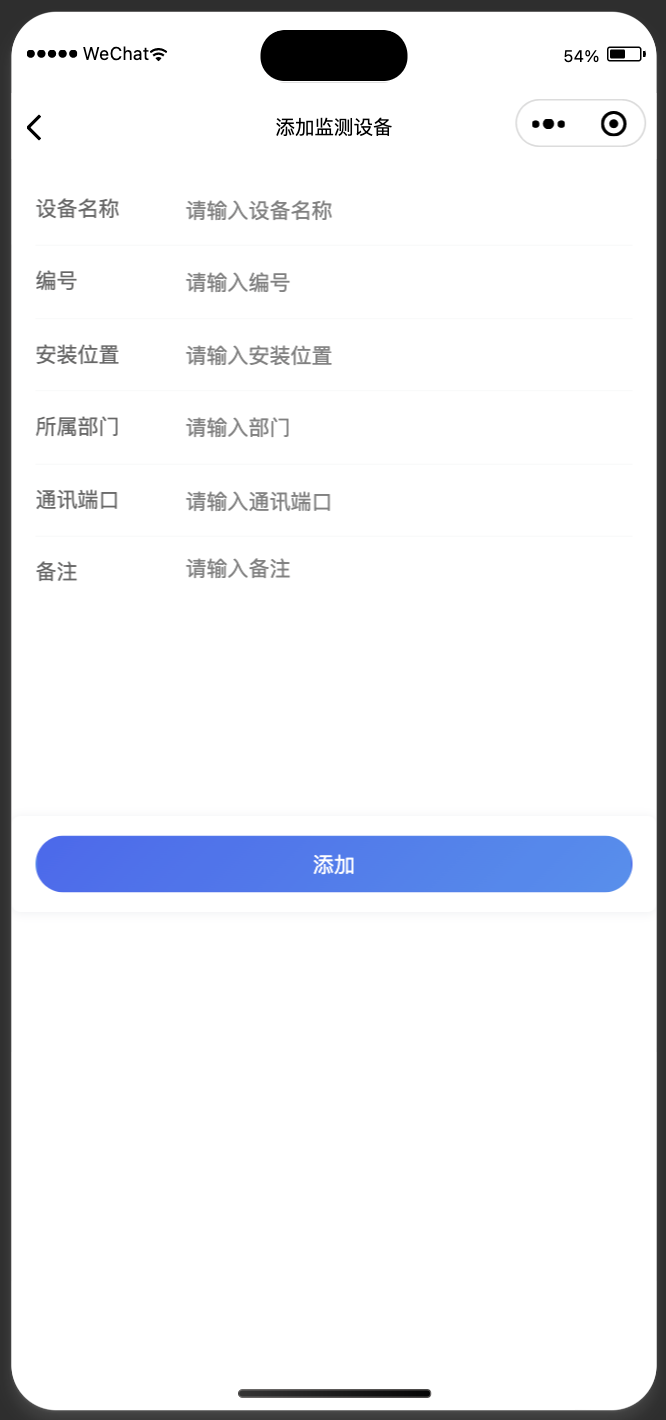 WeChat 54%
添加监测设备
设备名称 请输入设备名称
编号 请输入编号
安装位置 请输入安装位置
所属部门 请输入部门
通讯端口 请输入通讯端口
备注 请输入备注
添加